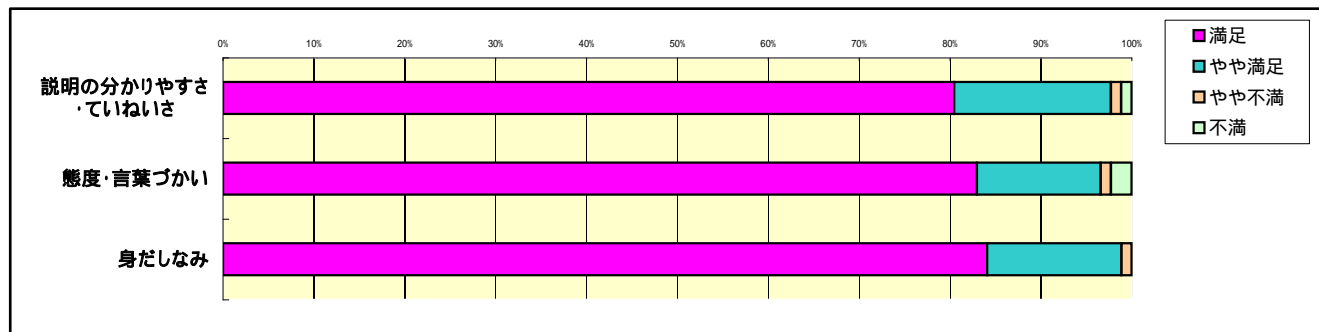 0% 10% 20% 30% 40% 50% 60% 70% 80% 90% 100%
説明の分かりやすさ
・ていねいさ
態度・言葉づかい
身だしなみ
満足
やや満足
やや不満
不満